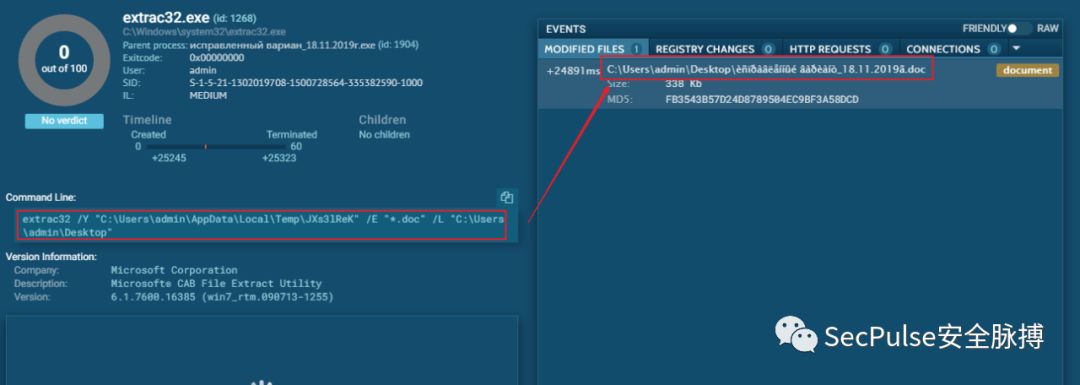 extrac32.exe (id: 1268)
C:\Windows\system32\extrac32.exe
Parent process: исправленный вариан_18.11.2019г.exe (id: 1904)
Exitcode: 0x00000000
User: admin
SID: S-1-5-21-1302019708-1500728564-335382590-1000
IL: MEDIUM
0
out of 100
No verdict
Timeline
Created Terminated
0 60
+25245 +25323
Children
No children
Command Line:
extrac32 /Y "C:\Users\admin\AppData\Local\Temp\JXs3lReK" /E "*.doc" /L "C:\Users
\admin\Desktop"
Version Information:
Company: Microsoft Corporation
Description: Microsoft® CAB File Extract Utility
Version: 6.1.7600.16385 (win7_rtm.090713-1255)
EVENTS FRIENDLY RAW
MODIFIED FILES 1 REGISTRY CHANGES 0 HTTP REQUESTS 0 CONNECTIONS 0
+24891ms C:\Users\admin\Desktop\èñïðàâëåííûé âàðèàíò_18.11.2019ã.doc document
Size: 338 Kb
MD5: FB3543B57D24D8789504EC9BF3A58DCD
SecPulse安全脉搏